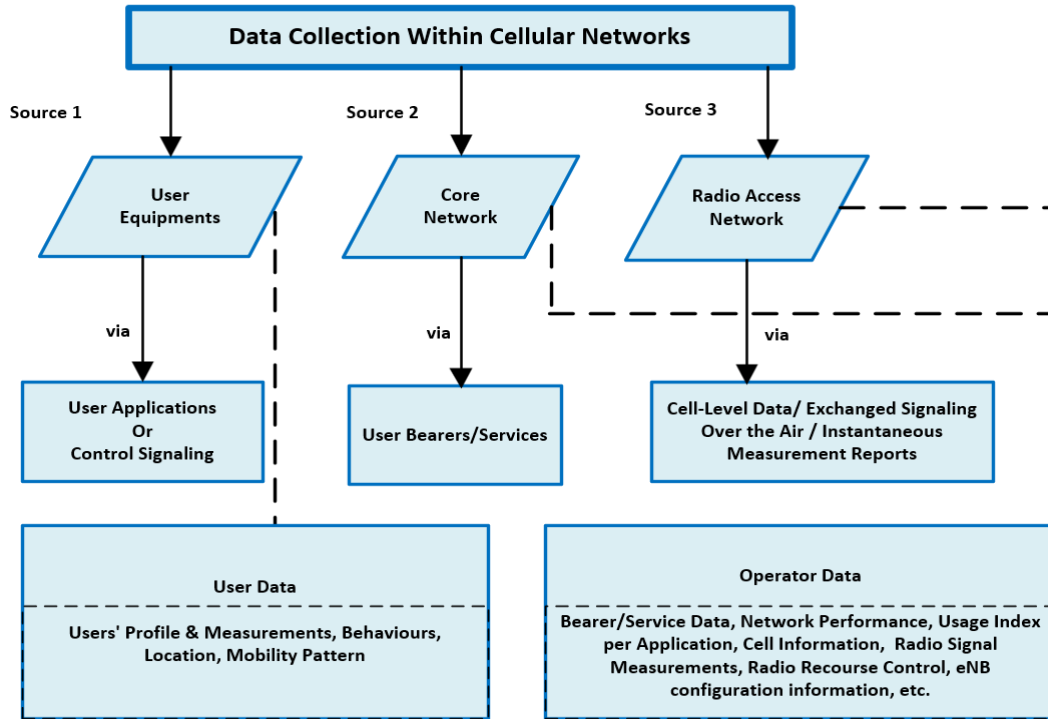 Data Collection Within Cellular Networks
Source 1
Source 2
Source 3
User
Equipments
Core
Network
Radio Access
Network
via
via
via
User Applications
Or
Control Signaling
User Bearers/Services
Cell-Level Data/ Exchanged Signaling
Over the Air / Instantaneous
Measurement Reports
User Data
Users' Profile & Measurements, Behaviours,
Location, Mobility Pattern
Operator Data
Bearer/Service Data, Network Performance, Usage Index
per Application, Cell Information, Radio Signal
Measurements, Radio Recourse Control, eNB
configuration information, etc.